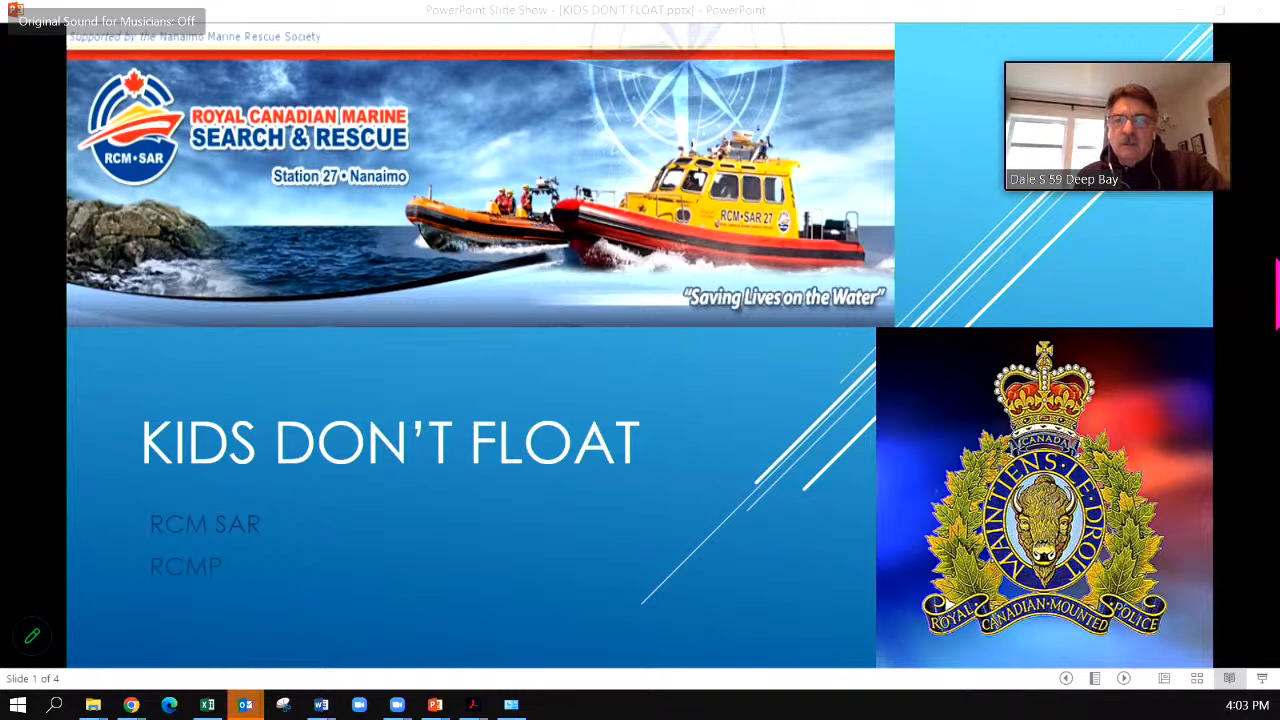 PowerPoint Slide Show - [KIDS DON'T FLOAT.pptx] - PowerPoint
Original Sound for Musicians: Off
Supported by the Nanaimo Marine Rescue Society
ROYAL CANADIAN MARINE
SEARCH & RESCUE
RCM•SAR
Station 27 • Nanaimo
RCM•SAR 27
"Saving Lives on the Water"
Dale S 59 Deep Bay
KIDS DON'T FLOAT
RCM SAR
RCMP
CANADA
MAINTIENS LE DROIT
ROYAL CANADIAN MOUNTED POLICE
Slide 1 of 4
4:03 PM